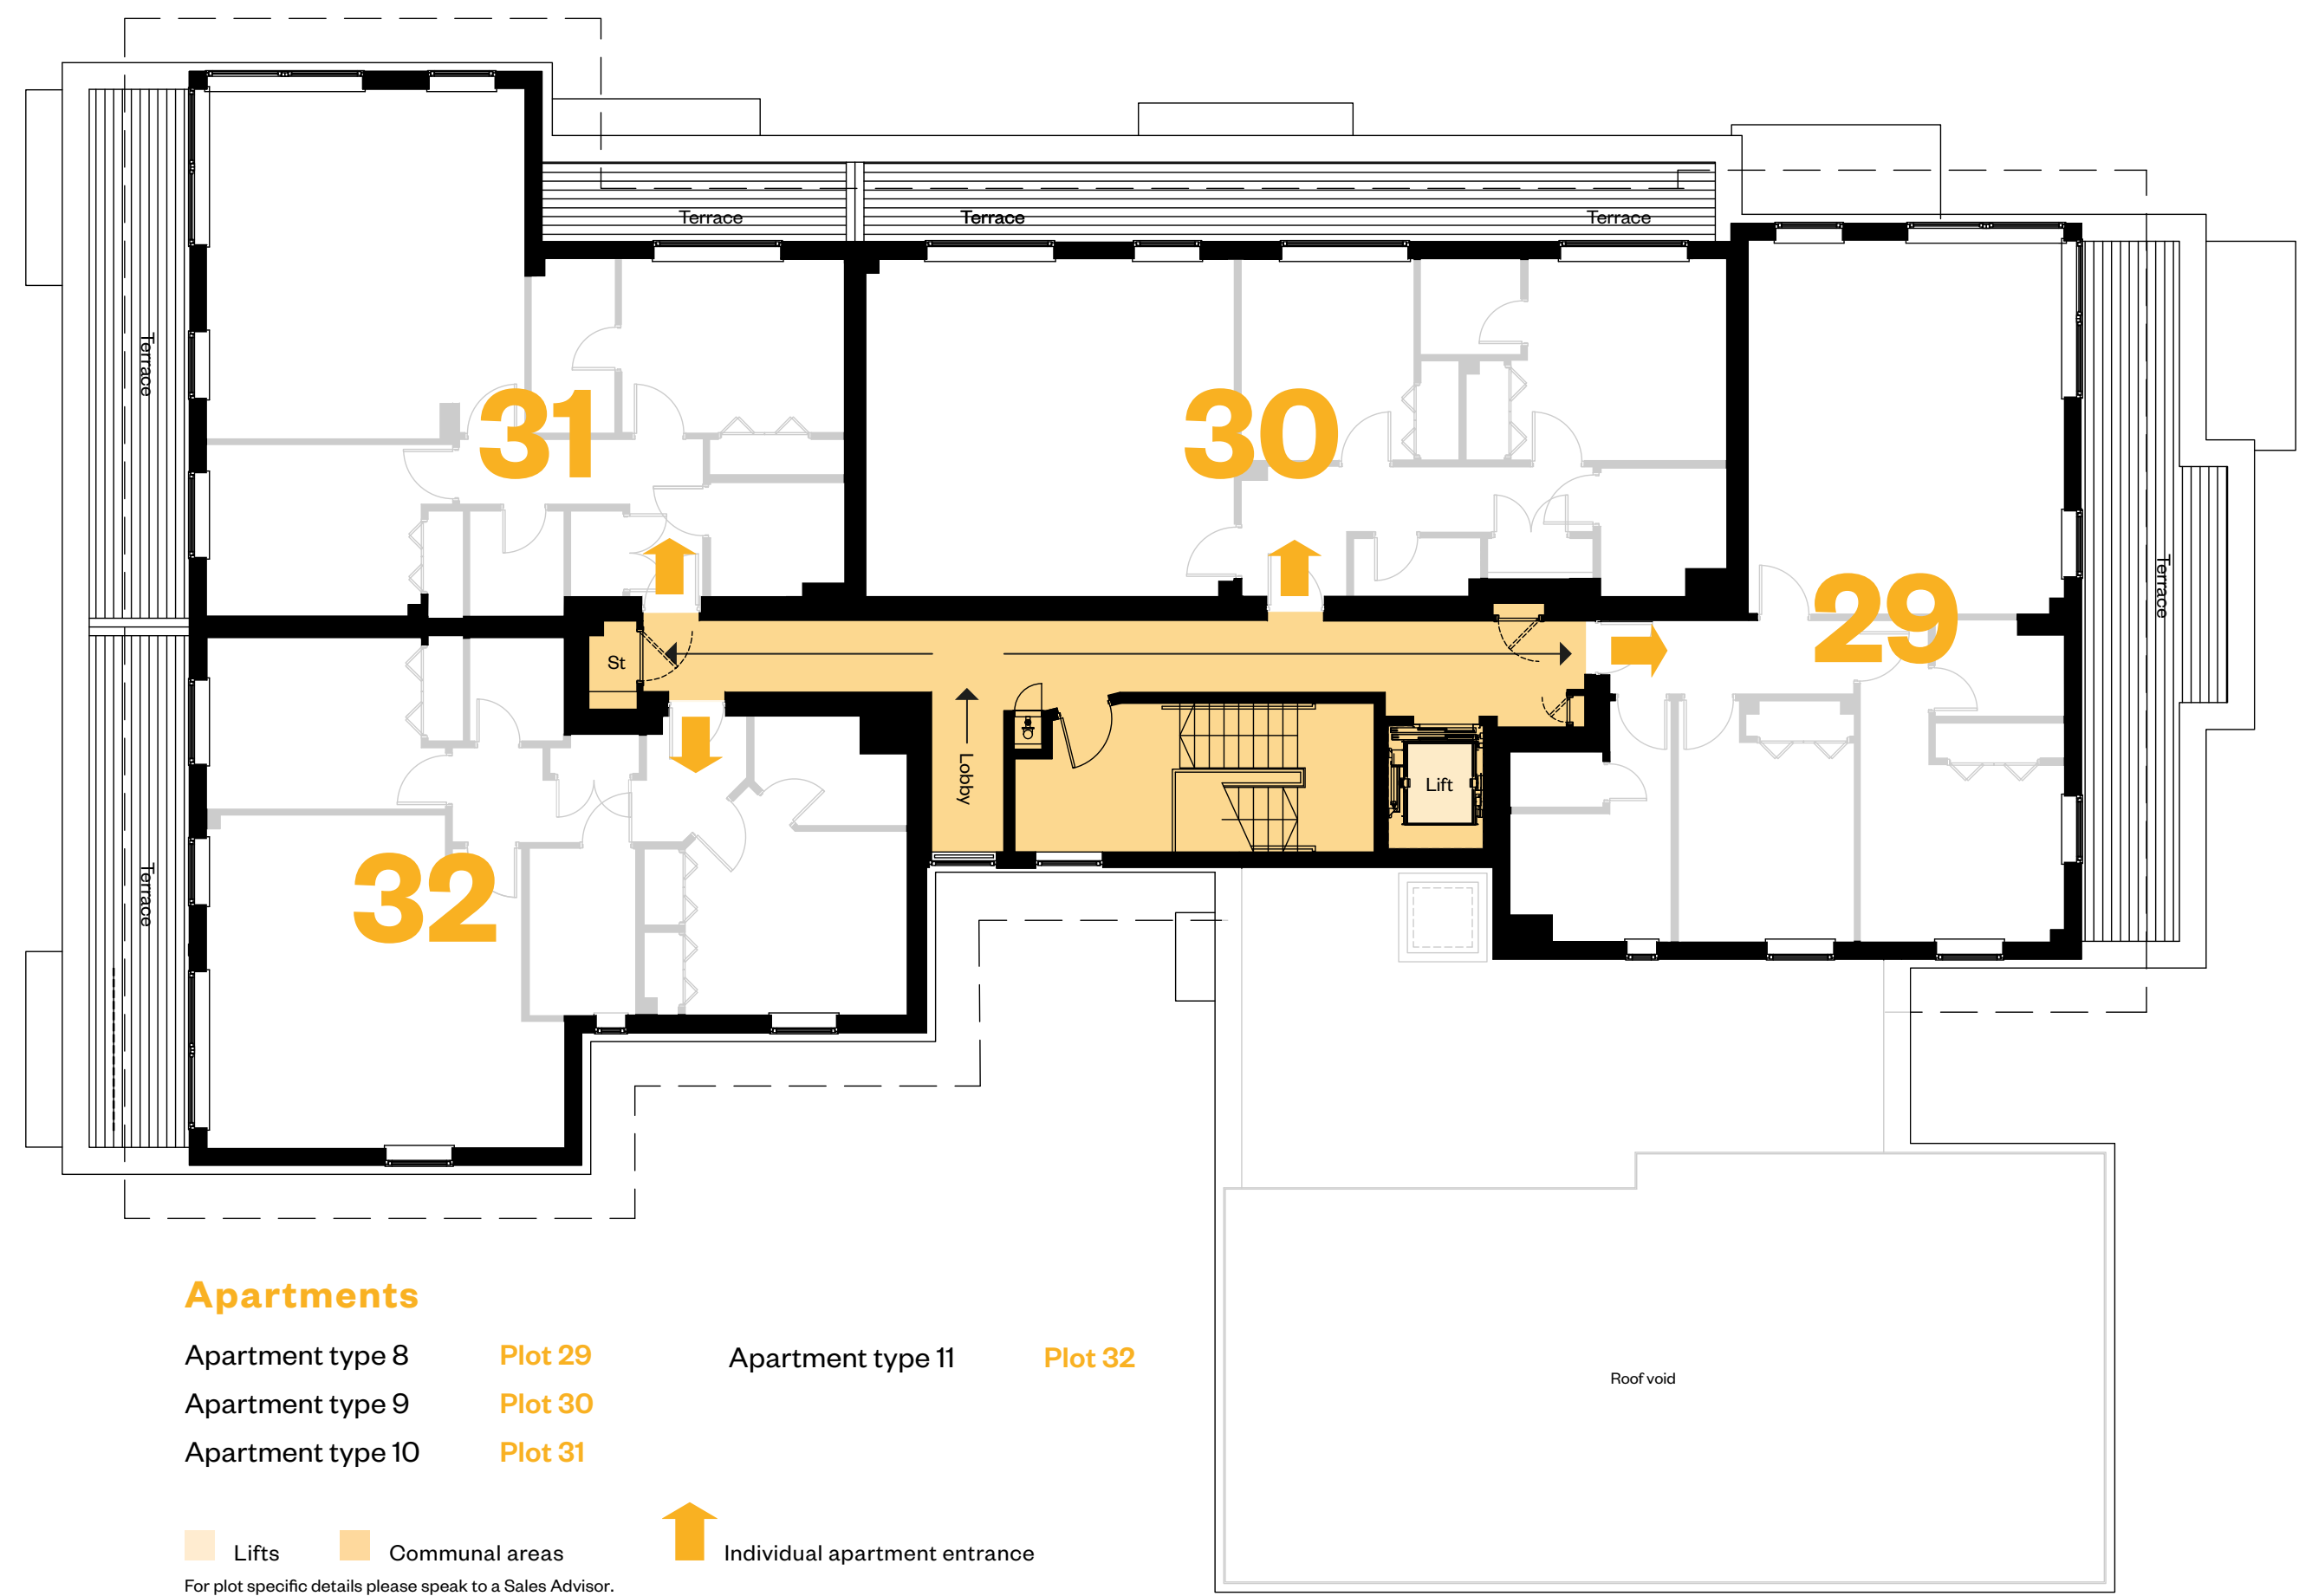 Terrace
Terrace
Terrace
Terrace
31
30
29
Terrace
St
Lobby
Lift
32
Terrace
Apartments
Apartment type 8 Plot 29
Apartment type 11 Plot 32
Apartment type 9 Plot 30
Apartment type 10 Plot 31
Roof void
Lifts
Communal areas
Individual apartment entrance
For plot specific details please speak to a Sales Advisor.